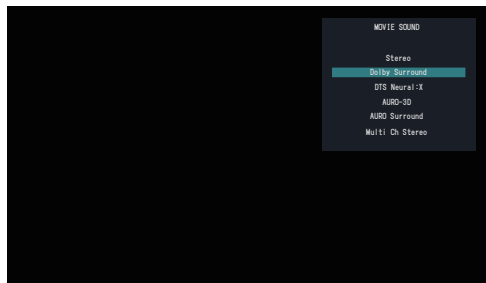 MOVIE SOUND
Stereo
Dolby Surround
DTS Neural:X
AURO-3D
AURO Surround
Multi Ch Stereo